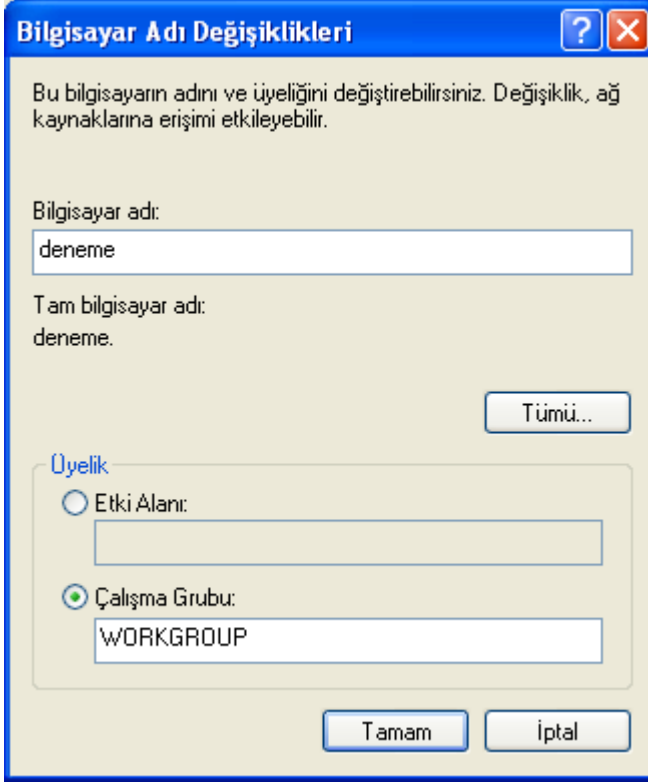 Bilgisayar Adı Değişiklikleri
Bu bilgisayarın adını ve üyeliğini değiştirebilirsiniz. Değişiklik, ağ
kaynaklarına erişimi etkileyebilir.
Bilgisayar adı:
deneme
Tam bilgisayar adı:
deneme.
Tümü...
Üyelik
Etki Alanı:
Çalışma Grubu:
WORKGROUP
Tamam İptal